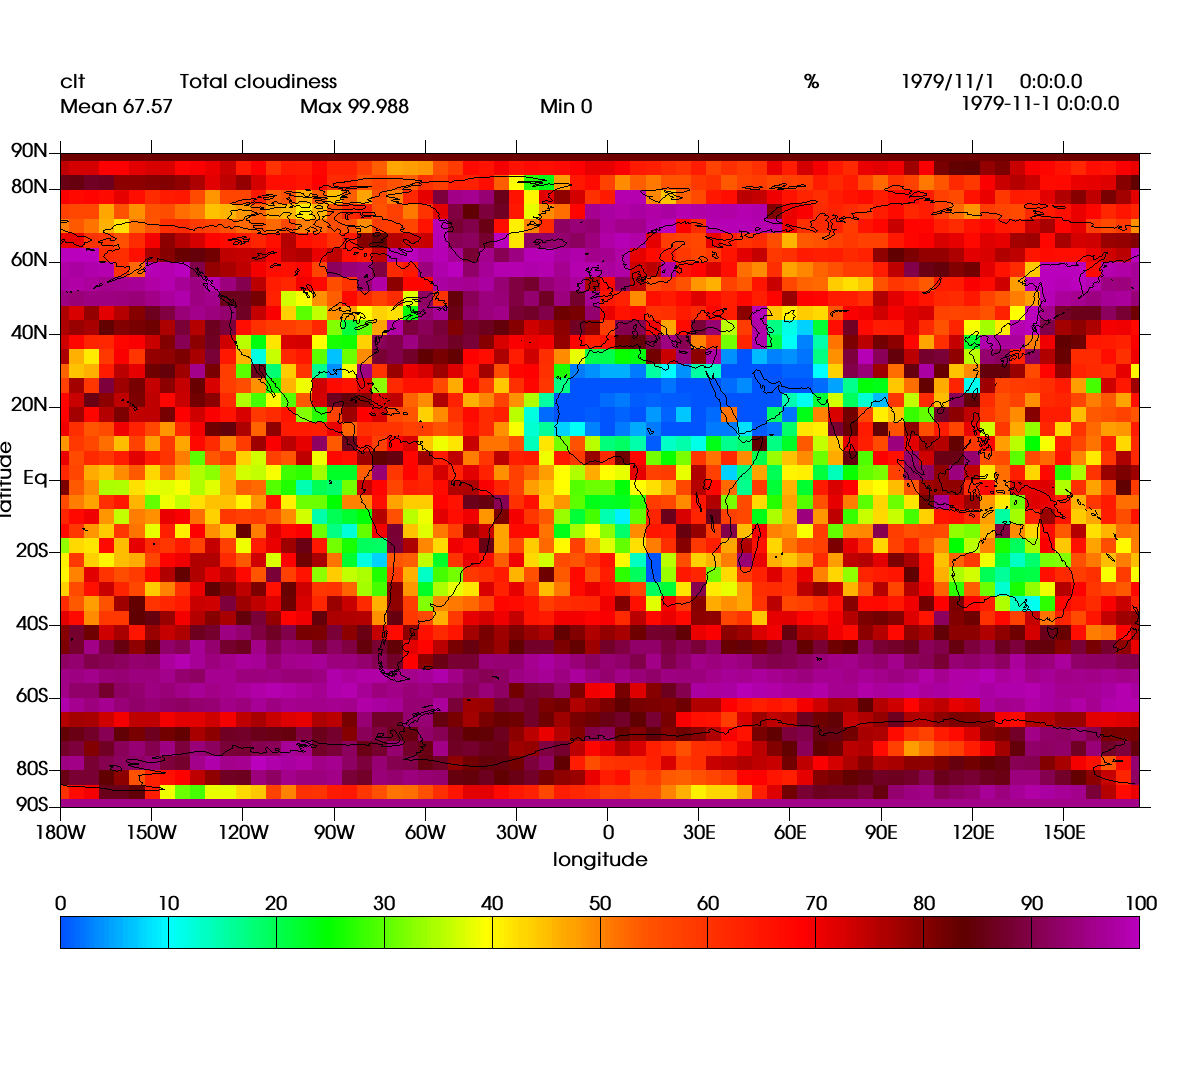 clt Total cloudiness % 1979/11/1 0:0:0.0
Mean 67.57 Max 99.988 Min 0 1979-11-1 0:0:0.0
90N
80N
60N
40N
20N
Eq
20S
40S
60S
80S
90S
latitude
180W 150W 120W 90W 60W 30W 0 30E 60E 90E 120E 150E
longitude
0 10 20 30 40 50 60 70 80 90 100